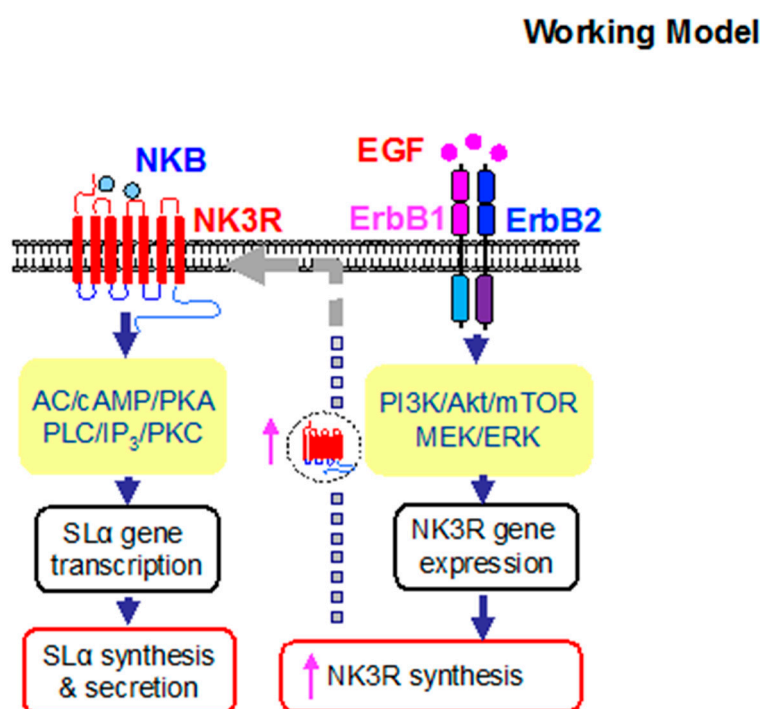 Working Model
NKB
EGF
NK3R
ErbB1
ErbB2
AC/cAMP/PKA
PLC/IP₃/PKC
PI3K/Akt/mTOR
MEK/ERK
SLα gene
transcription
NK3R gene
expression
SLα synthesis
& secretion
NK3R synthesis